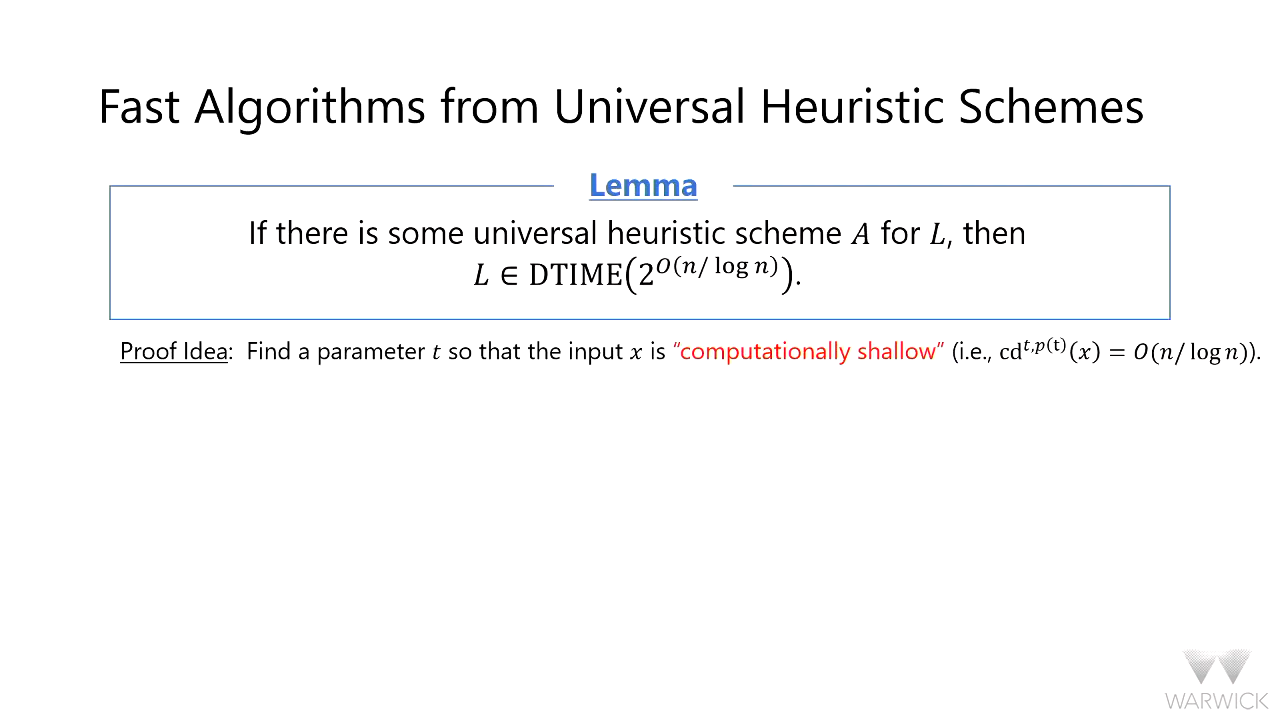 Fast Algorithms from Universal Heuristic Schemes
Lemma
If there is some universal heuristic scheme 𝐴 for 𝐿, then
𝐿 ∈ DTIME(2^{𝑂(𝑛/ log 𝑛)}).
Proof Idea: Find a parameter 𝑡 so that the input 𝑥 is “computationally shallow” (i.e., cd^{𝑡,𝑝(t)}(𝑥) = 𝑂(𝑛/ log 𝑛)).
WARWICK